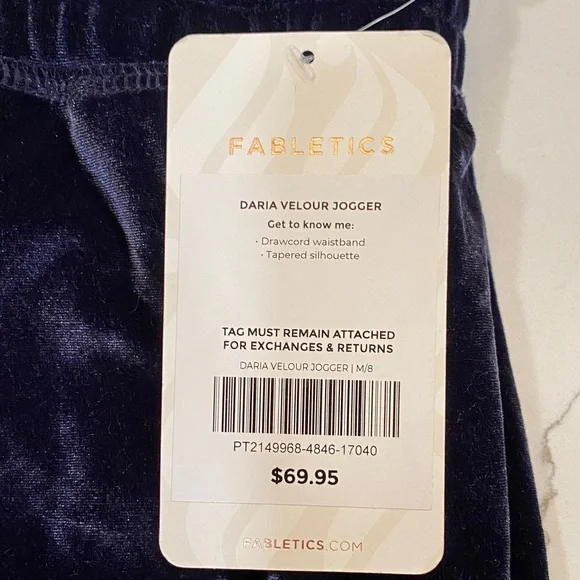 FABLETICS
DARIA VELOUR JOGGER
Get to know me:
• Drawcord waistband
• Tapered silhouette
TAG MUST REMAIN ATTACHED
FOR EXCHANGES & RETURNS
DARIA VELOUR JOGGER | M/8
PT2149968-4846-17040
$69.95
FABLETICS.COM